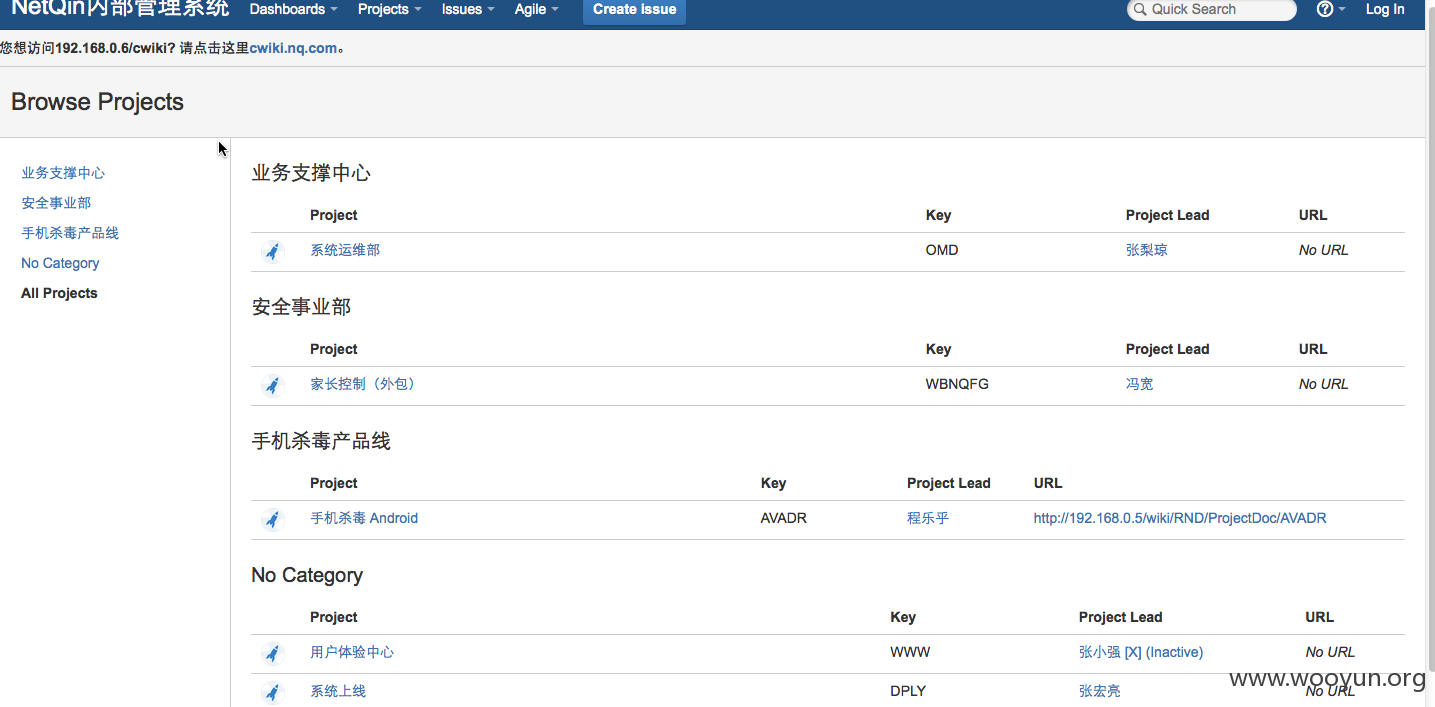 NetQin内部管理系统 Dashboards Projects Issues Agile Create Issue Quick Search Log In
您想访问192.168.0.6/cwiki? 请点击这里cwiki.nq.com。
Browse Projects
业务支撑中心
安全事业部
手机杀毒产品线
No Category
All Projects
业务支撑中心
Project Key Project Lead URL
系统运维部 OMD 张梨琼 No URL
安全事业部
Project Key Project Lead URL
家长控制（外包） WBNQFG 冯宽 No URL
手机杀毒产品线
Project Key Project Lead URL
手机杀毒 Android AVADR 程乐乎 http://192.168.0.5/wiki/RND/ProjectDoc/AVADR
No Category
Project Key Project Lead URL
用户体验中心 WWW 张小强 [X] (Inactive) No URL
系统上线 DPLY 张宏亮 No URL
www.wooyun.org